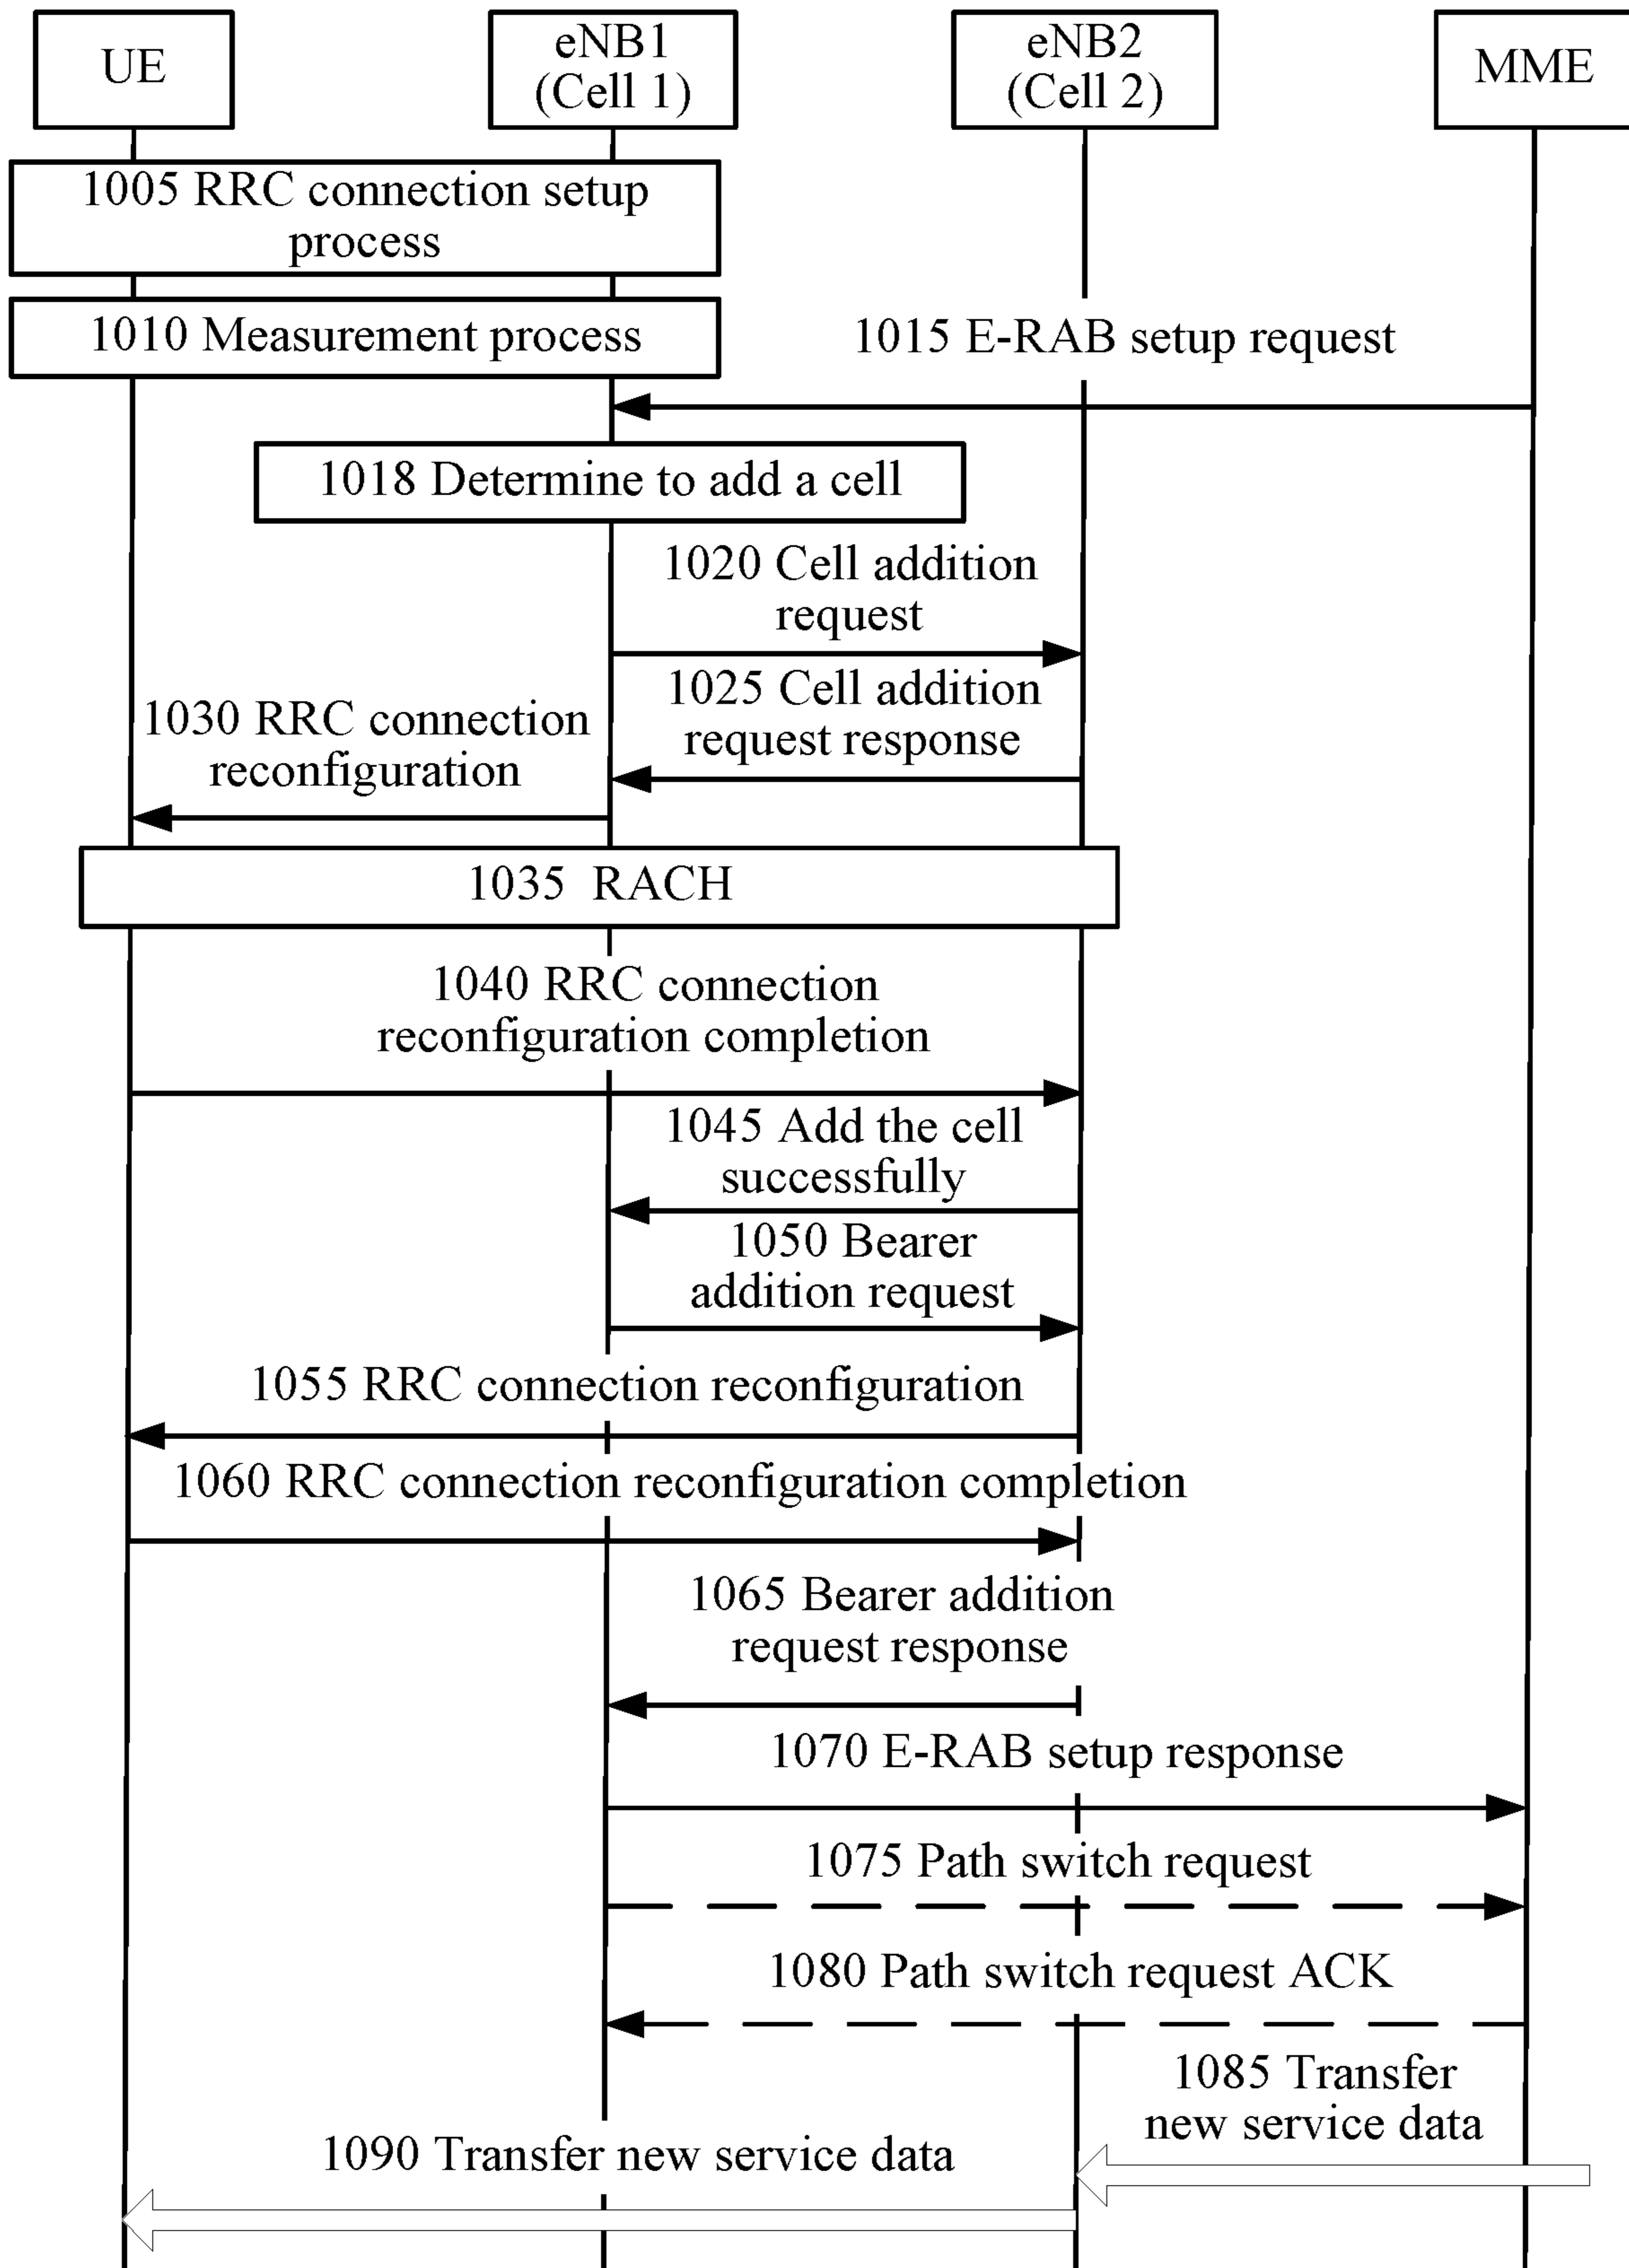 UE
eNB1
(Cell 1)
eNB2
(Cell 2)
MME
1005 RRC connection setup
process
1010 Measurement process
1015 E-RAB setup request
1018 Determine to add a cell
1020 Cell addition
request
1025 Cell addition
request response
1030 RRC connection
reconfiguration
1035 RACH
1040 RRC connection
reconfiguration completion
1045 Add the cell
successfully
1050 Bearer
addition request
1055 RRC connection reconfiguration
1060 RRC connection reconfiguration completion
1065 Bearer addition
request response
1070 E-RAB setup response
1075 Path switch request
1080 Path switch request ACK
1085 Transfer
new service data
1090 Transfer new service data